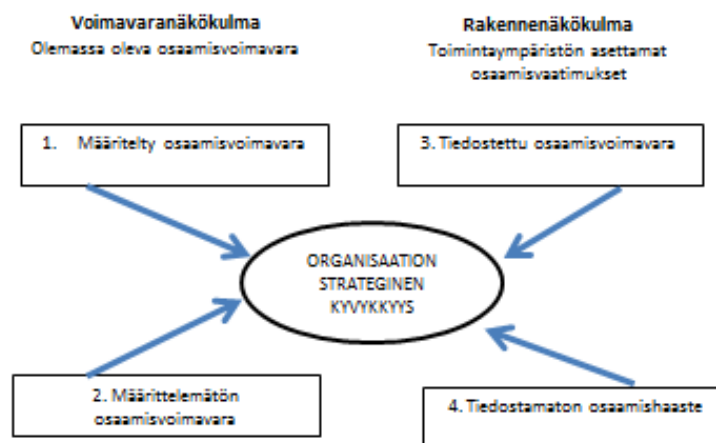 Voimavaranäkökulma
Olemassa oleva osaamisvoimavara
Rakennenäkökulma
Toimintaympäristön asettamat
osaamisvaatimukset
1. Määritelty osaamisvoimavara
3. Tiedostettu osaamisvoimavara
ORGANISAATION
STRATEGINEN
KYVYKKYYS
2. Määrittelemätön
osaamisvoimavara
4. Tiedostamaton osaamishaaste